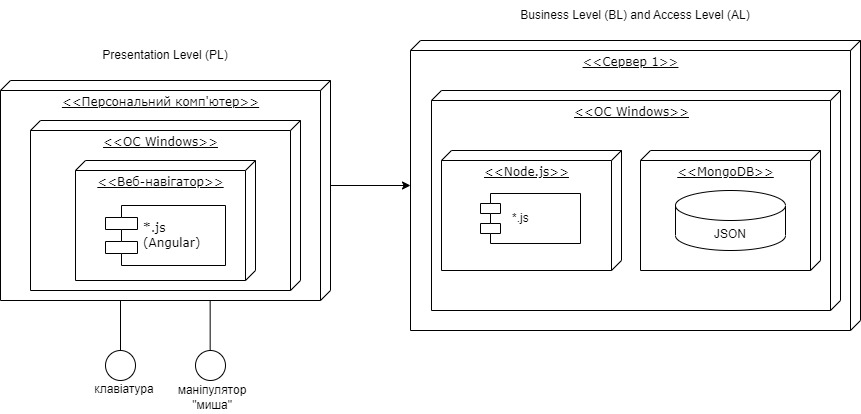 Presentation Level (PL)
<<Персональний комп'ютер>>
<<ОС Windows>>
<<Веб-навігатор>>
*.js
(Angular)
клавіатура
маніпулятор
"миша"
Business Level (BL) and Access Level (AL)
<<Сервер 1>>
<<ОС Windows>>
<<Node.js>>
*.js
<<MongoDB>>
JSON